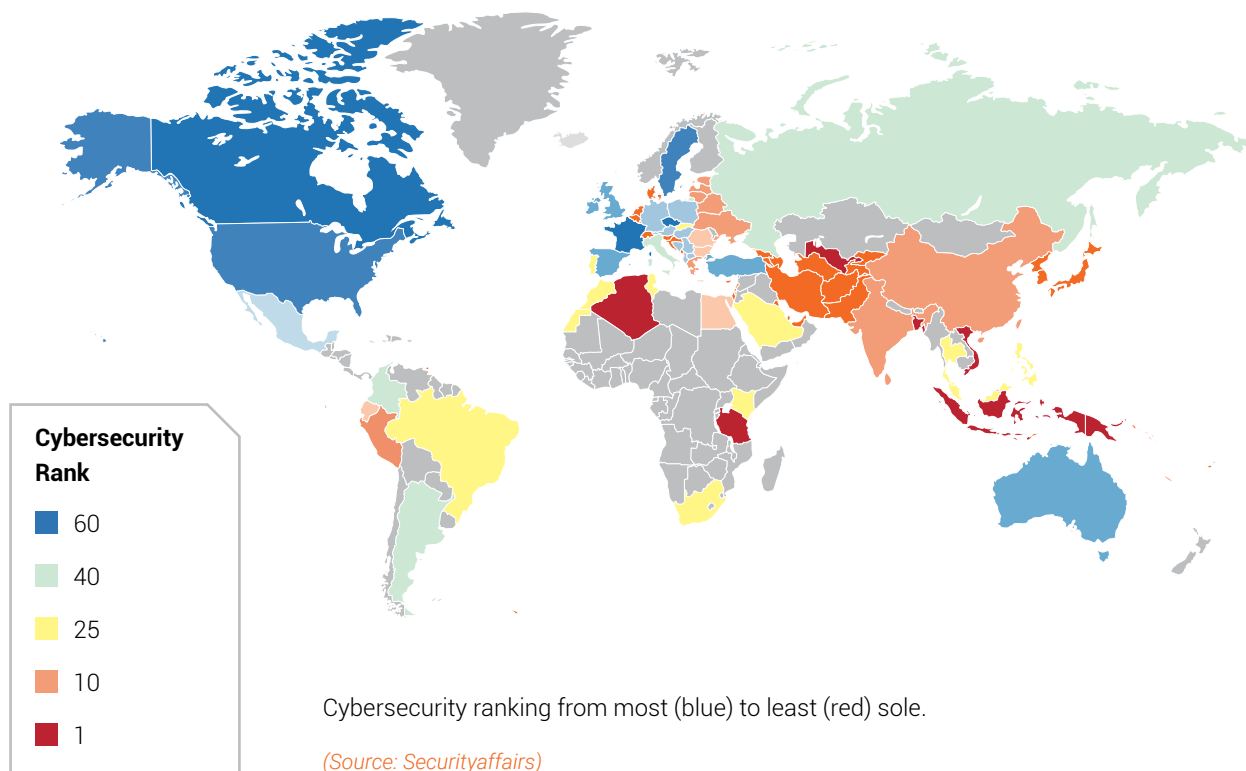 Cybersecurity
Rank
60
40
25
10
1
Cybersecurity ranking from most (blue) to least (red) sole.
(Source: Securityaffairs)